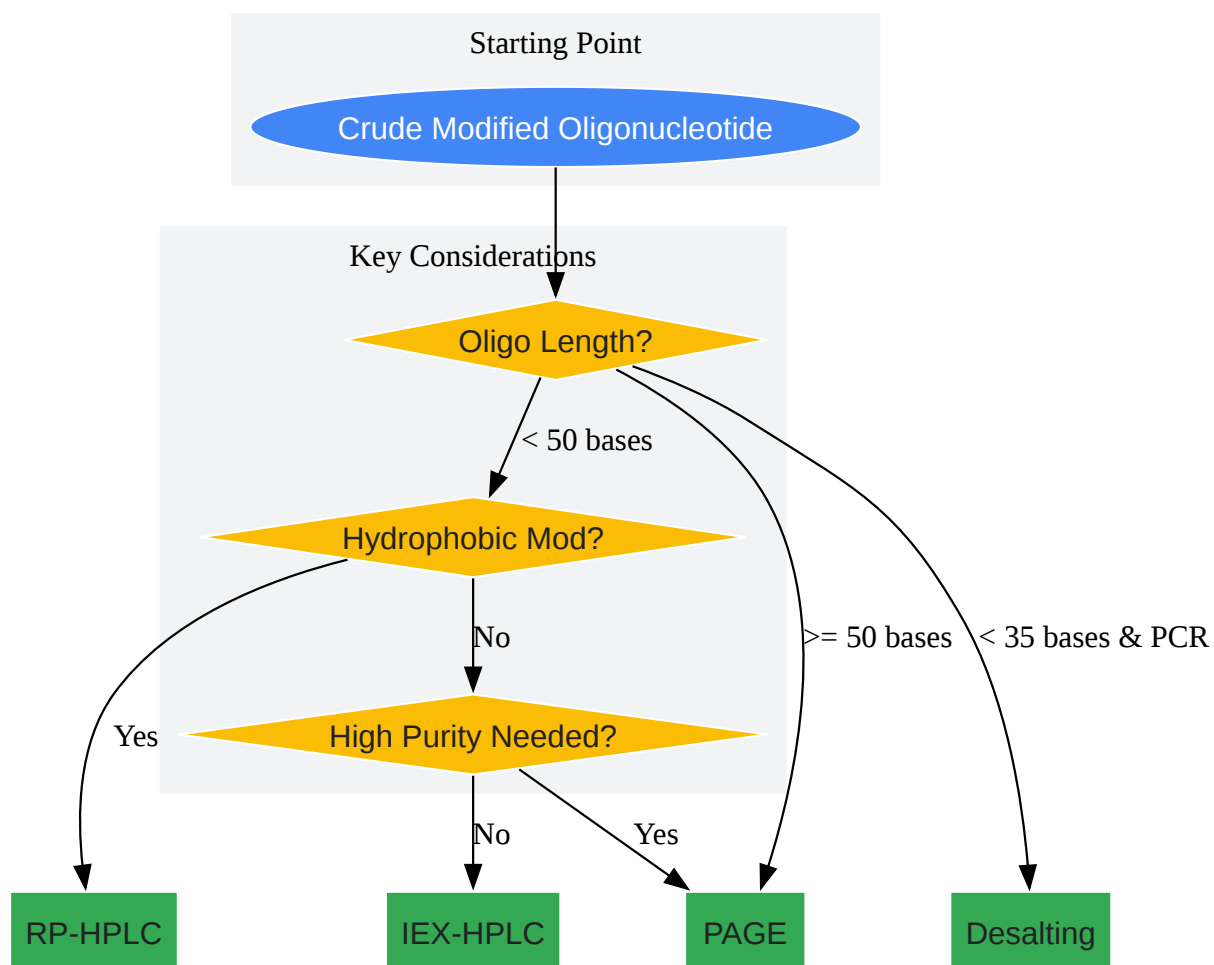 Starting Point
Crude Modified Oligonucleotide
Key Considerations
Oligo Length?
< 50 bases
Hydrophobic Mod?
No
>= 50 bases
< 35 bases & PCR
Yes
High Purity Needed?
No
Yes
RP-HPLC
IEX-HPLC
PAGE
Desalting